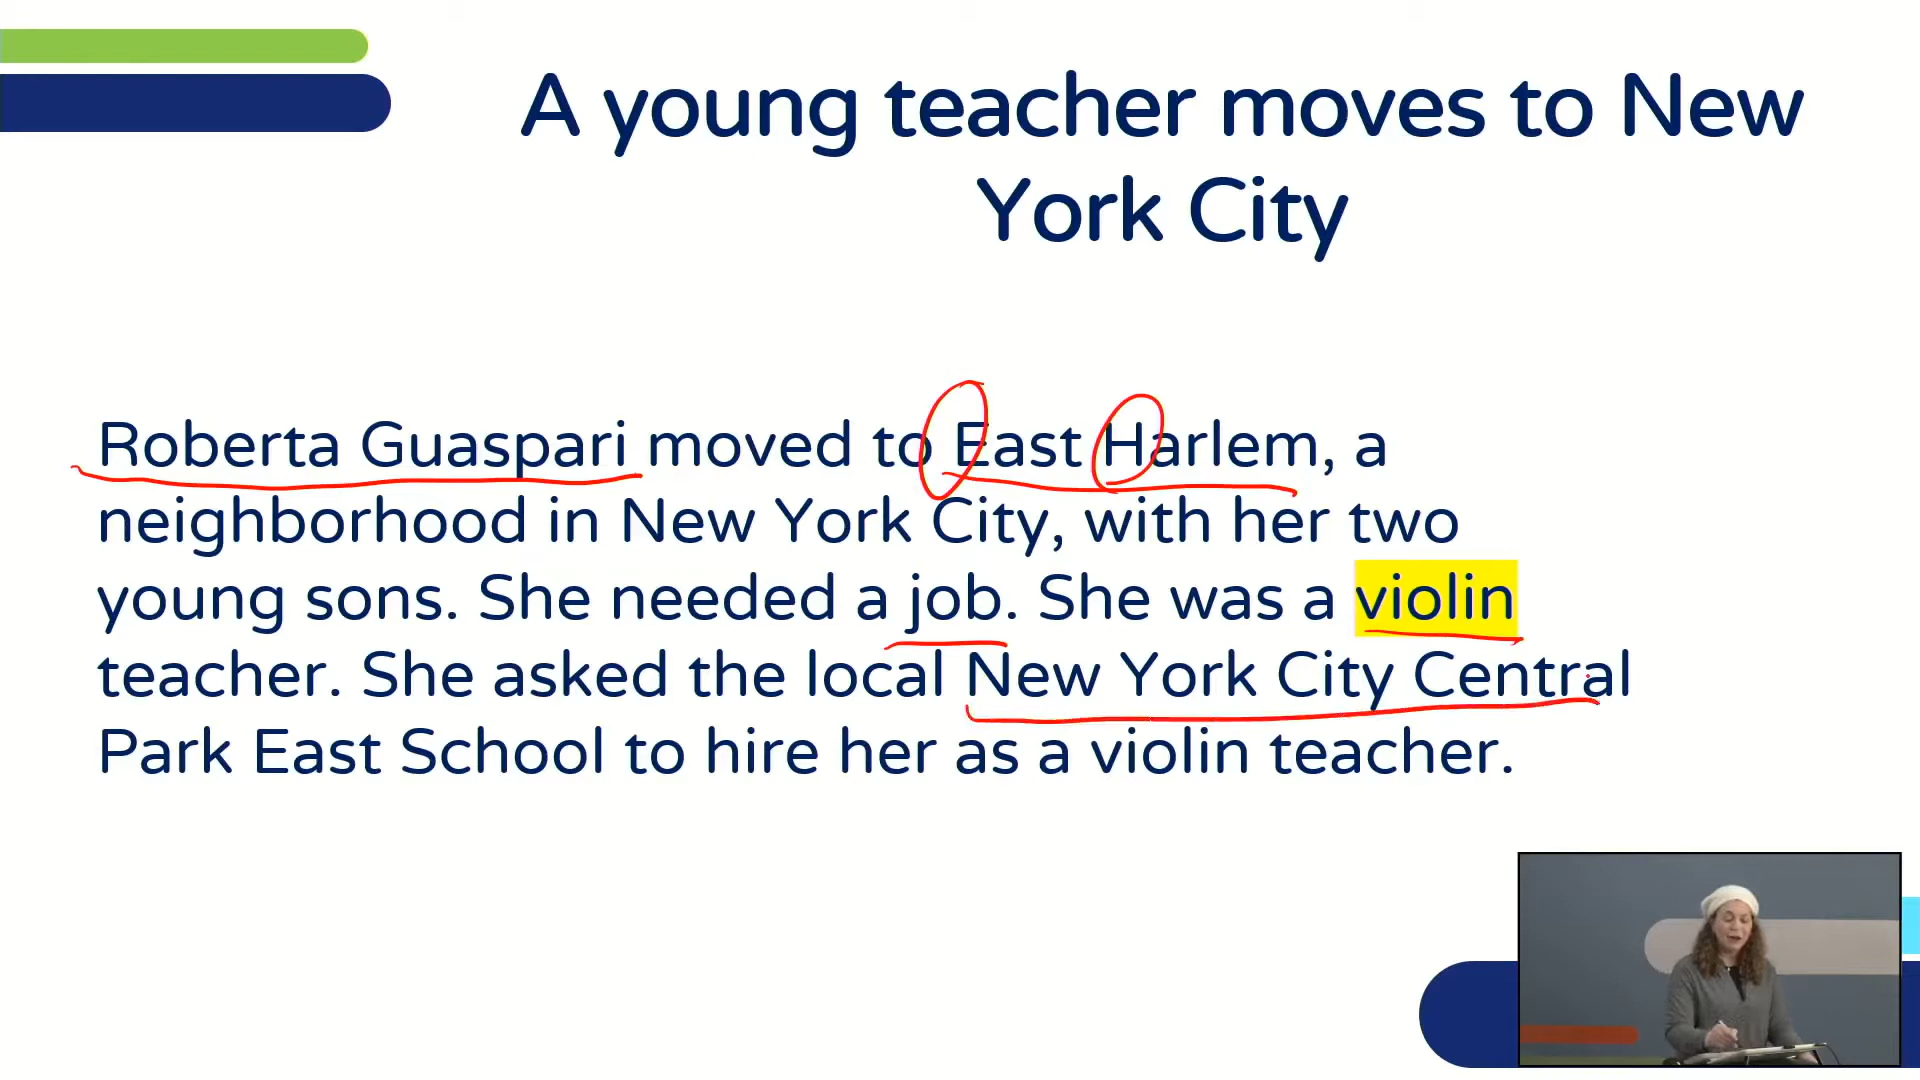 A young teacher moves to New
York City
Roberta Guaspari moved to East Harlem, a
neighborhood in New York City, with her two
young sons. She needed a job. She was a violin
teacher. She asked the local New York City Central
Park East School to hire her as a violin teacher.